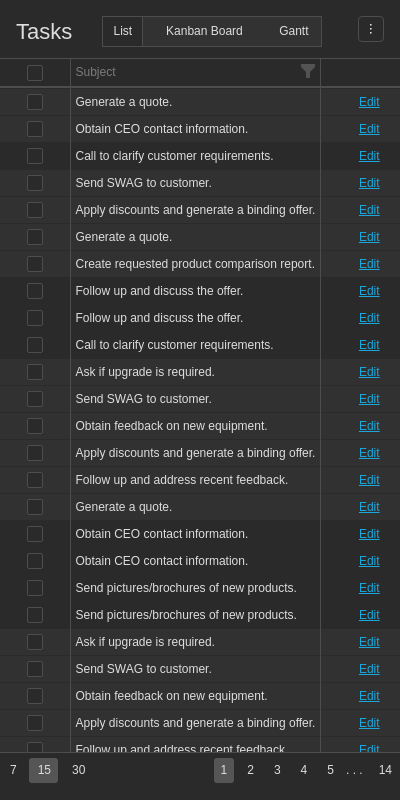 Tasks
List Kanban Board Gantt
Subject
Generate a quote. Edit
Obtain CEO contact information. Edit
Call to clarify customer requirements. Edit
Send SWAG to customer. Edit
Apply discounts and generate a binding offer. Edit
Generate a quote. Edit
Create requested product comparison report. Edit
Follow up and discuss the offer. Edit
Follow up and discuss the offer. Edit
Call to clarify customer requirements. Edit
Ask if upgrade is required. Edit
Send SWAG to customer. Edit
Obtain feedback on new equipment. Edit
Apply discounts and generate a binding offer. Edit
Follow up and address recent feedback. Edit
Generate a quote. Edit
Obtain CEO contact information. Edit
Obtain CEO contact information. Edit
Send pictures/brochures of new products. Edit
Send pictures/brochures of new products. Edit
Ask if upgrade is required. Edit
Send SWAG to customer. Edit
Obtain feedback on new equipment. Edit
Apply discounts and generate a binding offer. Edit
Follow up and address recent feedback. Edit
7 15 30 1 2 3 4 5 . . . 14